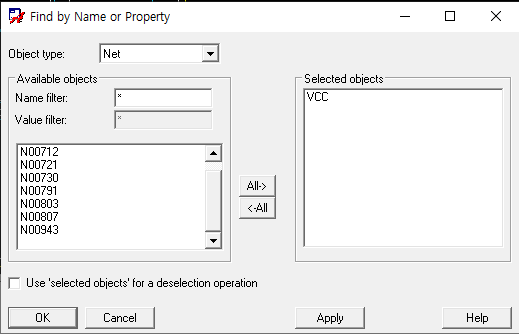 Find by Name or Property
Object type: Net
Available objects
Name filter: *
Value filter: *
N00712
N00721
N00730
N00791
N00803
N00807
N00943
All->
<-All
Selected objects
VCC
Use 'selected objects' for a deselection operation
OK Cancel Apply Help